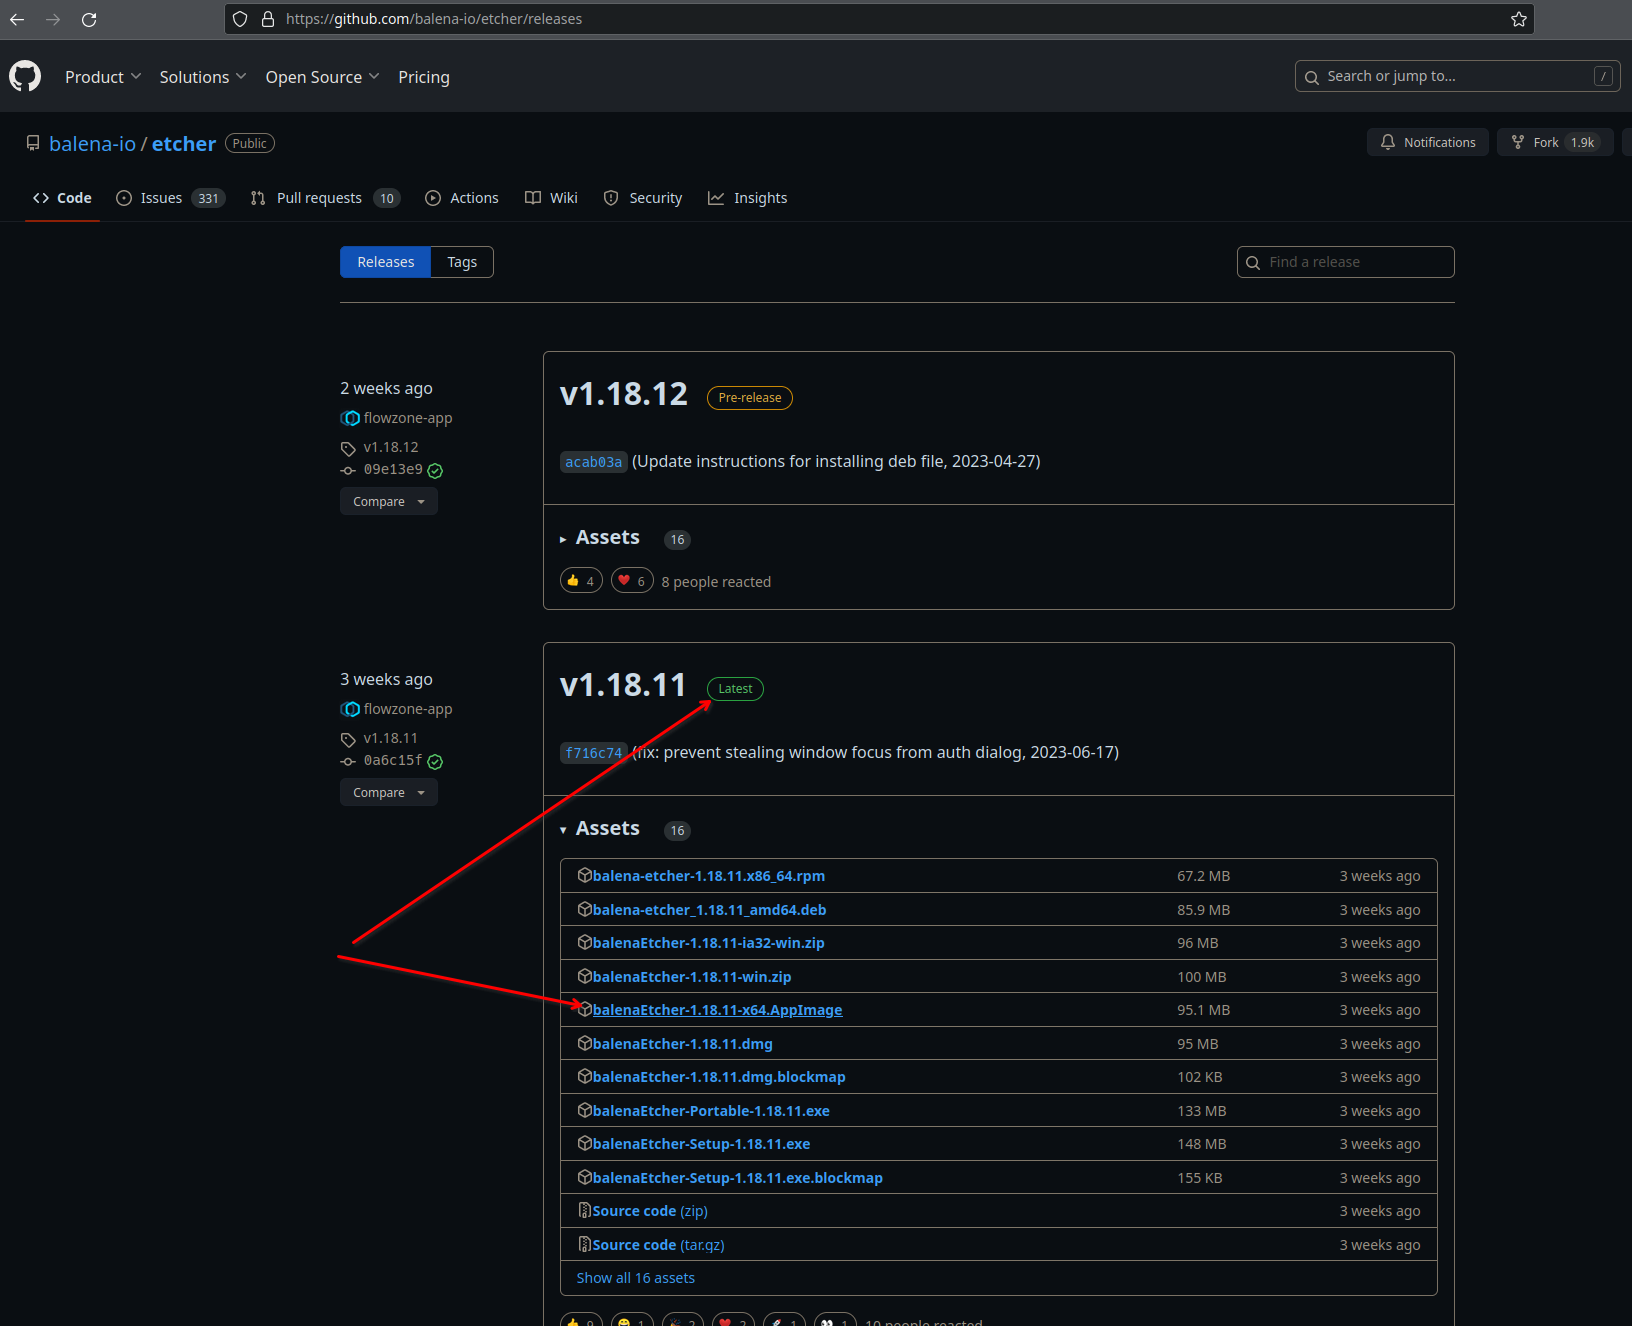 https://github.com/balena-io/etcher/releases
Product Solutions Open Source Pricing
Search or jump to... /
balena-io / etcher Public
Notifications Fork 1.9k
Code Issues 331 Pull requests 10 Actions Wiki Security Insights
Releases Tags
Find a release
2 weeks ago
flowzone-app
v1.18.12
09e13e9
Compare
v1.18.12 Pre-release
acab03a (Update instructions for installing deb file, 2023-04-27)
Assets 16
4 6 8 people reacted
3 weeks ago
flowzone-app
v1.18.11
0a6c15f
Compare
v1.18.11 Latest
f716c74 (fix: prevent stealing window focus from auth dialog, 2023-06-17)
Assets 16
balena-etcher-1.18.11.x86_64.rpm 67.2 MB 3 weeks ago
balena-etcher_1.18.11_amd64.deb 85.9 MB 3 weeks ago
balenaEtcher-1.18.11-ia32-win.zip 96 MB 3 weeks ago
balenaEtcher-1.18.11-win.zip 100 MB 3 weeks ago
balenaEtcher-1.18.11-x64.AppImage 95.1 MB 3 weeks ago
balenaEtcher-1.18.11.dmg 95 MB 3 weeks ago
balenaEtcher-1.18.11.dmg.blockmap 102 KB 3 weeks ago
balenaEtcher-Portable-1.18.11.exe 133 MB 3 weeks ago
balenaEtcher-Setup-1.18.11.exe 148 MB 3 weeks ago
balenaEtcher-Setup-1.18.11.exe.blockmap 155 KB 3 weeks ago
Source code (zip) 3 weeks ago
Source code (tar.gz) 3 weeks ago
Show all 16 assets
9 1 2 2 1 1 10 people reacted